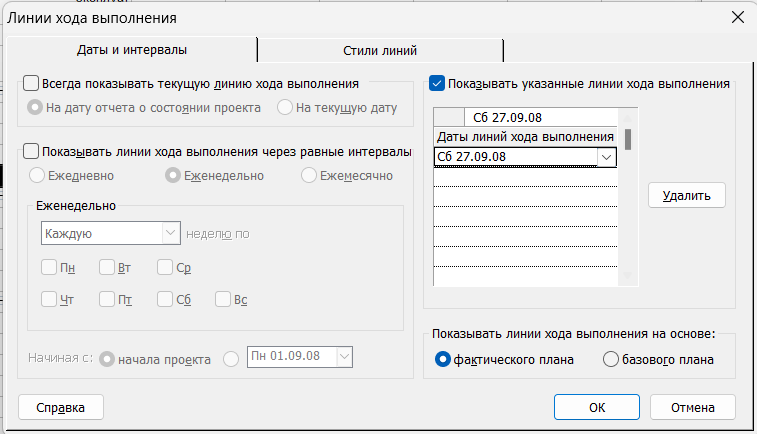 Линии хода выполнения
Даты и интервалы
Стили линий
Всегда показывать текущую линию хода выполнения
На дату отчета о состоянии проекта
На текущую дату
Показывать линии хода выполнения через равные интервалы
Ежедневно
Еженедельно
Ежемесячно
Еженедельно
Каждую
неделю по
Пн
Вт
Ср
Чт
Пт
Сб
Вс
Начиная с:
начала проекта
Пн 01.09.08
Показывать указанные линии хода выполнения
Сб 27.09.08
Даты линий хода выполнения
Сб 27.09.08
Удалить
Показывать линии хода выполнения на основе:
фактического плана
базового плана
Справка
ОК
Отмена